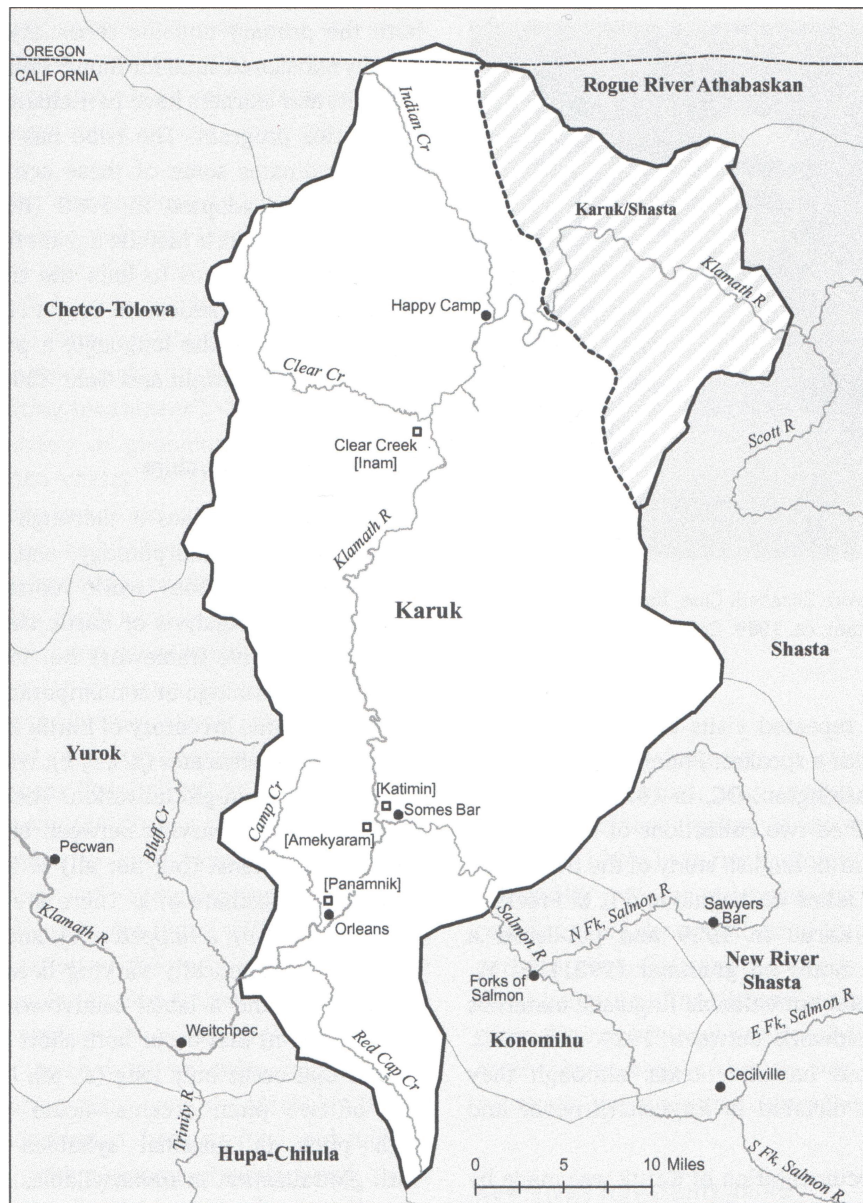 OREGON
CALIFORNIA
Rogue River Athabaskan
Indian Cr
Karuk/Shasta
Klamath R
Chetco-Tolowa
Happy Camp
Clear Cr
Scott R
Clear Creek
[Inam]
Klamath R
Karuk
Shasta
Yurok
Bluff Cr
Camp Cr
[Katimin]
Somes Bar
[Amekyaram]
Pecwan
[Panamnik]
Orleans
Klamath R
Salmon R
N Fk, Salmon R
Sawyers
Bar
New River
Shasta
Forks of
Salmon
E Fk, Salmon R
Weitchpec
Konomihu
Red Cap Cr
Cecilville
Trinity R
Hupa-Chilula
0 5 10 Miles
S Fk, Salmon R